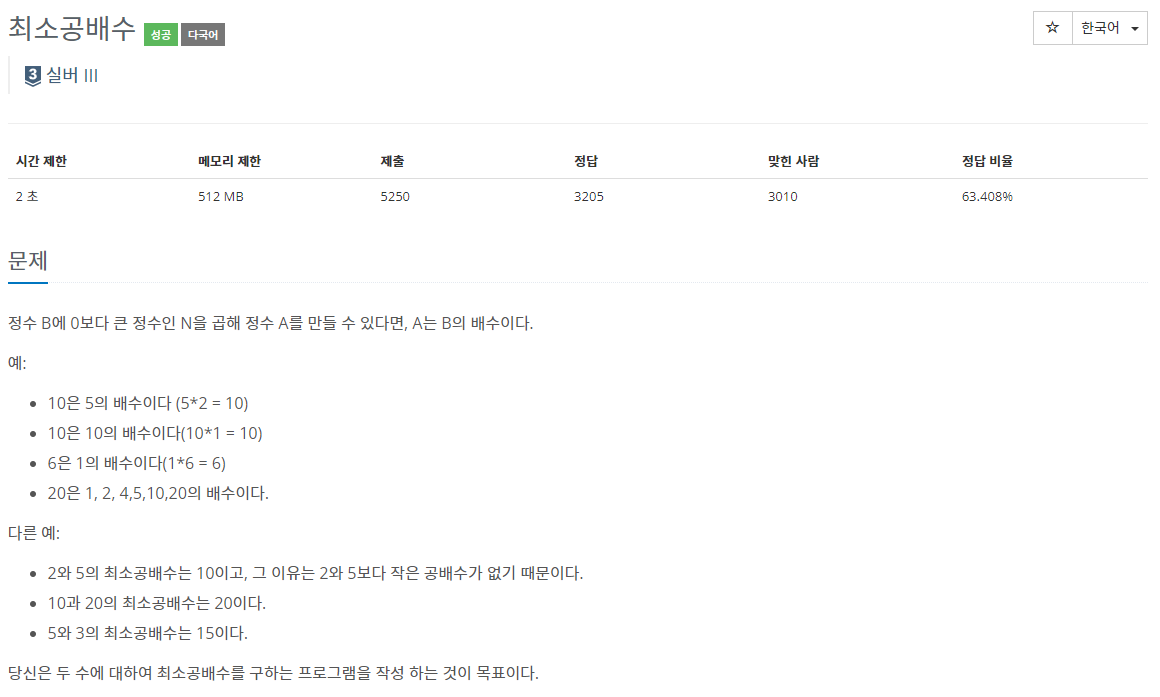 최소공배수 성공 다국어
☆ 한국어
3 실버 III
시간 제한 메모리 제한 제출 정답 맞힌 사람 정답 비율
2 초 512 MB 5250 3205 3010 63.408%
문제
정수 B에 0보다 큰 정수인 N을 곱해 정수 A를 만들 수 있다면, A는 B의 배수이다.
예:
• 10은 5의 배수이다 (5*2 = 10)
• 10은 10의 배수이다(10*1 = 10)
• 6은 1의 배수이다(1*6 = 6)
• 20은 1, 2, 4,5,10,20의 배수이다.
다른 예:
• 2와 5의 최소공배수는 10이고, 그 이유는 2와 5보다 작은 공배수가 없기 때문이다.
• 10과 20의 최소공배수는 20이다.
• 5와 3의 최소공배수는 15이다.
당신은 두 수에 대하여 최소공배수를 구하는 프로그램을 작성 하는 것이 목표이다.